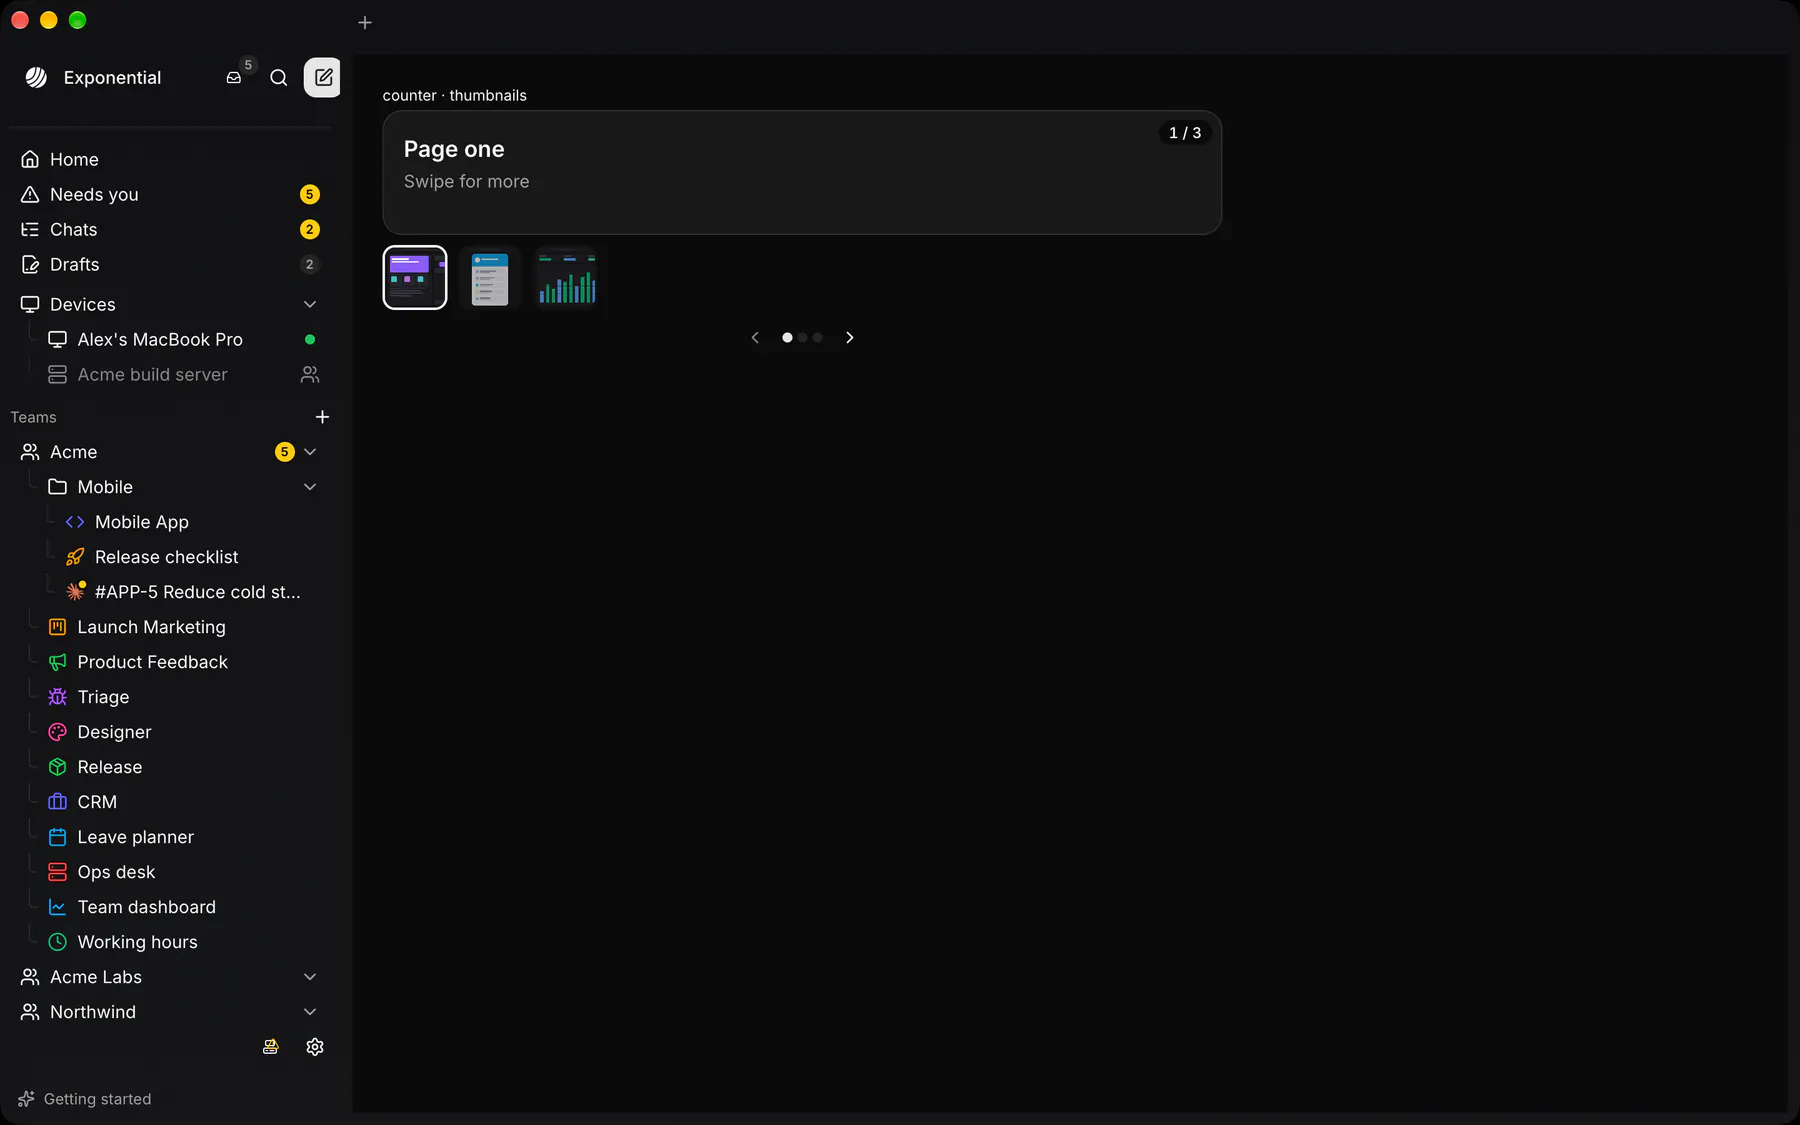 Exponential
5
Home
Needs you
5
Chats
2
Drafts
2
Devices
Alex's MacBook Pro
Acme build server
Teams
Acme
5
Mobile
Mobile App
Release checklist
#APP-5 Reduce cold st...
Launch Marketing
Product Feedback
Triage
Designer
Release
CRM
Leave planner
Ops desk
Team dashboard
Working hours
Acme Labs
Northwind
Getting started
counter · thumbnails
Page one
1 / 3
Swipe for more